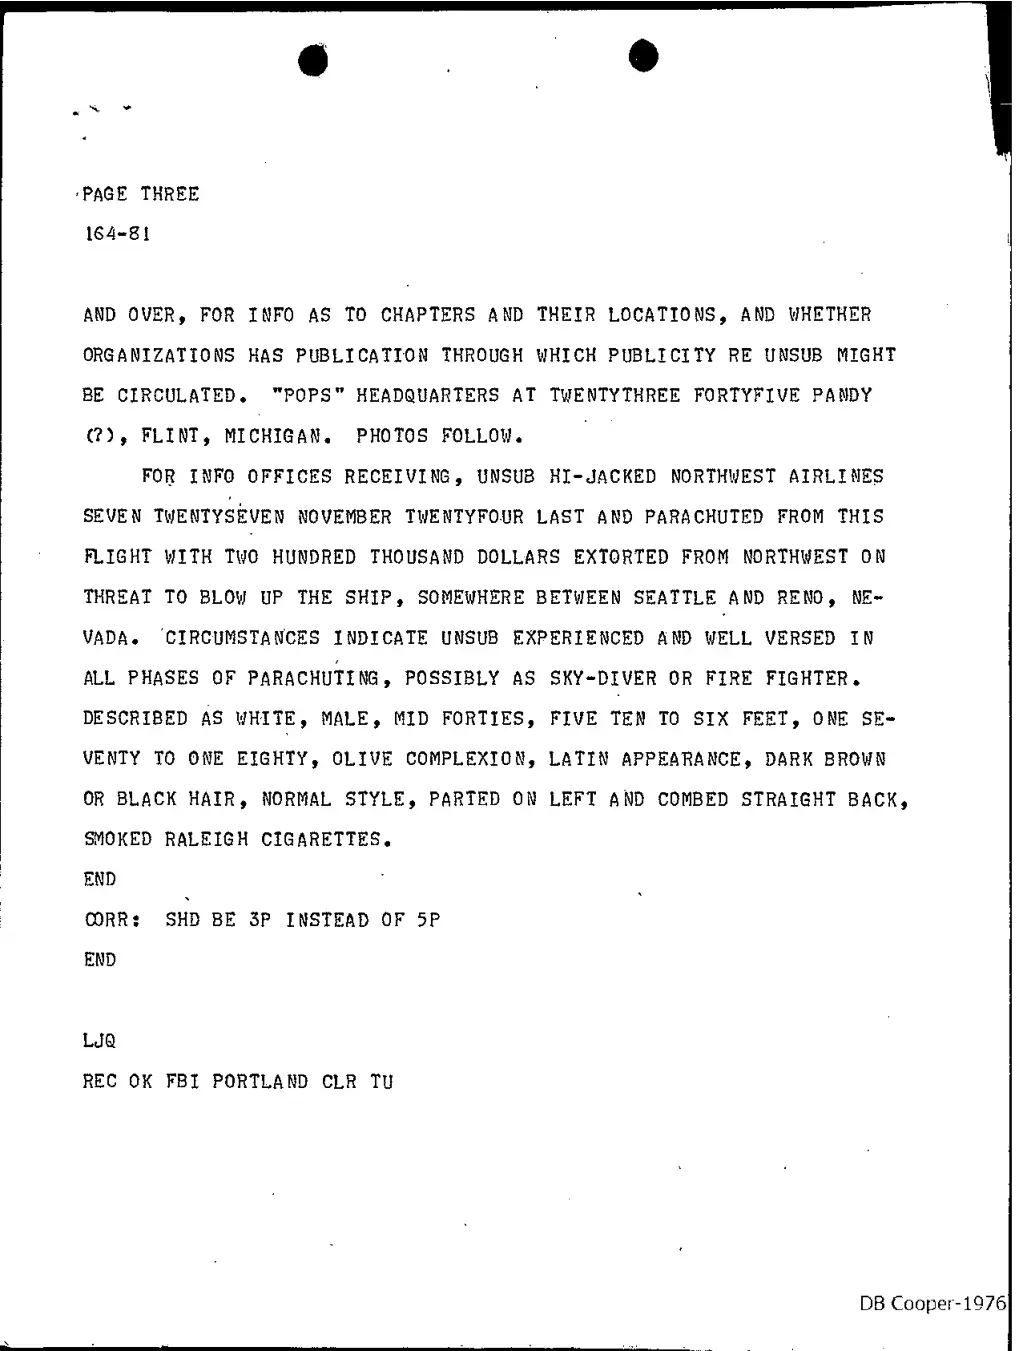 PAGE THREE
164-81
AND OVER, FOR INFO AS TO CHAPTERS AND THEIR LOCATIONS, AND WHETHER
ORGANIZATIONS HAS PUBLICATION THROUGH WHICH PUBLICITY RE UNSUB MIGHT
BE CIRCULATED. "POPS" HEADQUARTERS AT TWENTYTHREE FORTYFIVE PANDY
(?), FLINT, MICHIGAN. PHOTOS FOLLOW.
FOR INFO OFFICES RECEIVING, UNSUB HI-JACKED NORTHWEST AIRLINES
SEVEN TWENTYSEVEN NOVEMBER TWENTYFOUR LAST AND PARACHUTED FROM THIS
FLIGHT WITH TWO HUNDRED THOUSAND DOLLARS EXTORTED FROM NORTHWEST ON
THREAT TO BLOW UP THE SHIP, SOMEWHERE BETWEEN SEATTLE AND RENO, NE-
VADA. CIRCUMSTANCES INDICATE UNSUB EXPERIENCED AND WELL VERSED IN
ALL PHASES OF PARACHUTING, POSSIBLY AS SKY-DIVER OR FIRE FIGHTER.
DESCRIBED AS WHITE, MALE, MID FORTIES, FIVE TEN TO SIX FEET, ONE SE-
VENTY TO ONE EIGHTY, OLIVE COMPLEXION, LATIN APPEARANCE, DARK BROWN
OR BLACK HAIR, NORMAL STYLE, PARTED ON LEFT AND COMBED STRAIGHT BACK,
SMOKED RALEIGH CIGARETTES.
END
CORR: SHD BE 3P INSTEAD OF 5P
END
LJQ
REC OK FBI PORTLAND CLR TU
DB Cooper-1976